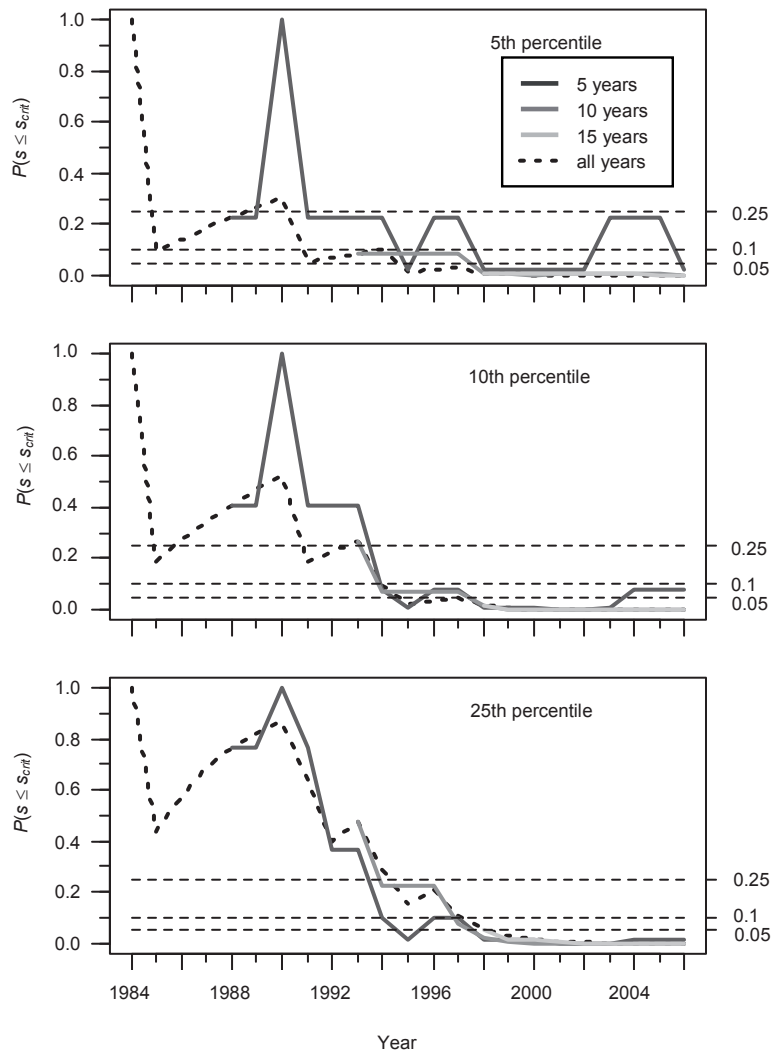 5th percentile
5 years
10 years
15 years
all years
P(s ≤ s_crit)
1.0
0.8
0.6
0.4
0.2
0.0
0.25
0.1
0.05
10th percentile
P(s ≤ s_crit)
1.0
0.8
0.6
0.4
0.2
0.0
0.25
0.1
0.05
25th percentile
P(s ≤ s_crit)
1.0
0.8
0.6
0.4
0.2
0.0
0.25
0.1
0.05
1984 1988 1992 1996 2000 2004
Year